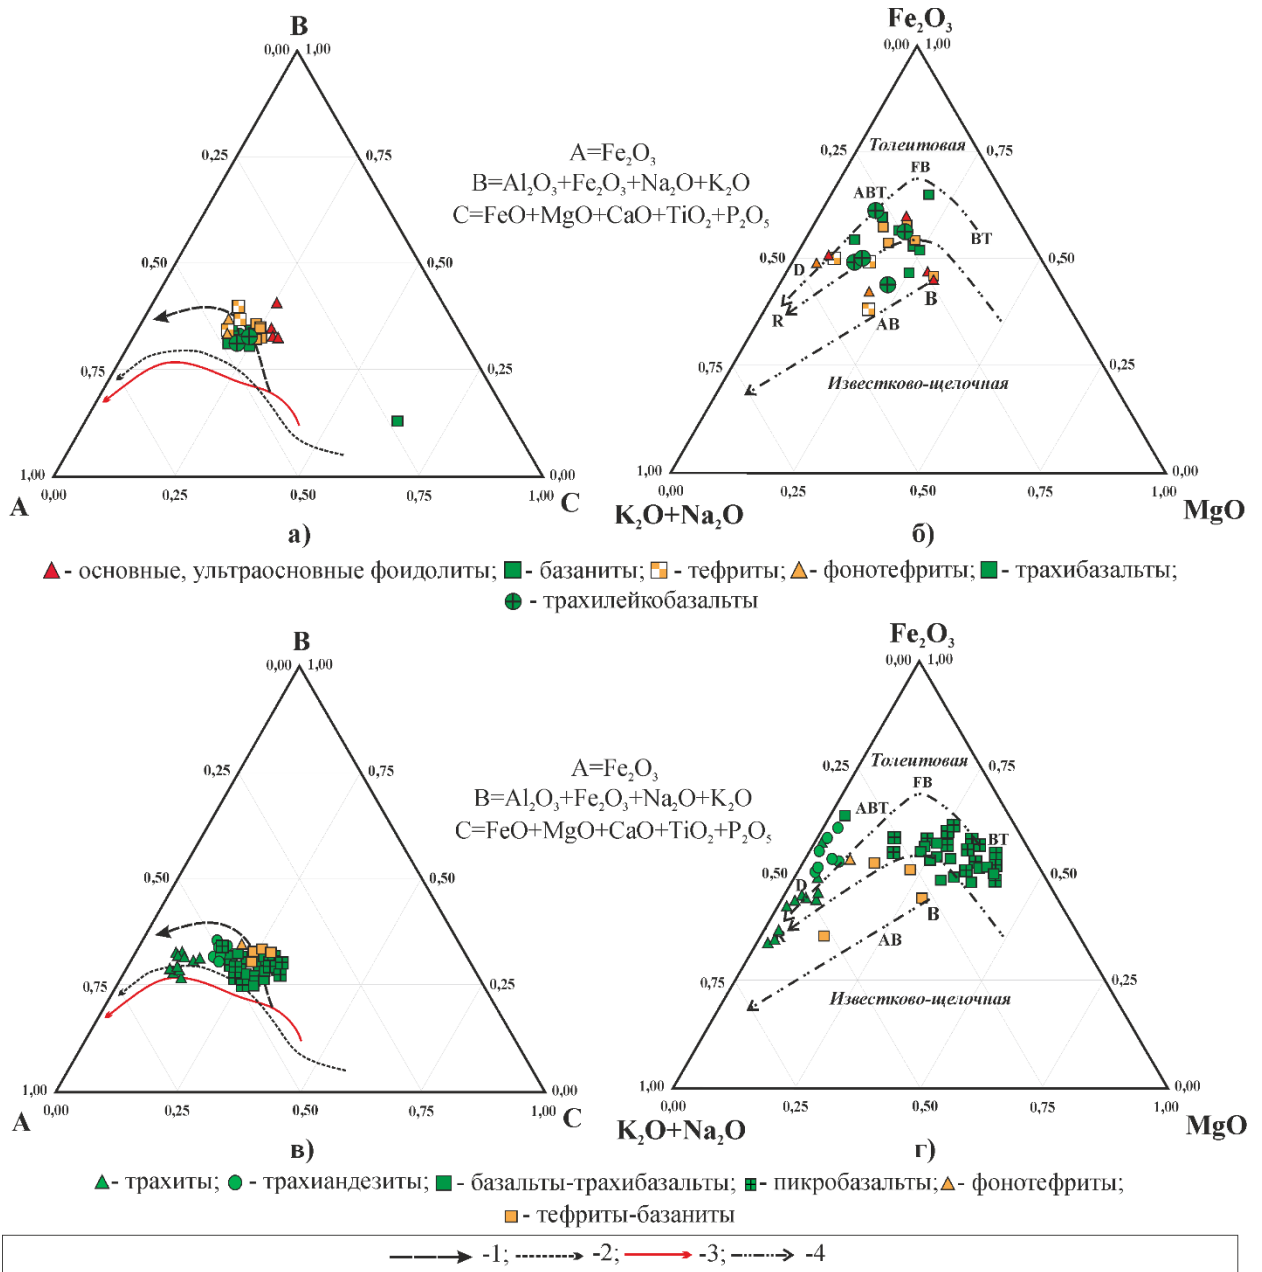 B
0,00 1,00
0,25 0,75
0,50 0,50
0,75 0,25
1,00 0,00
0,00 0,25 0,50 0,75 1,00
A C
а)
A=Fe₂O₃
B=Al₂O₃+Fe₂O₃+Na₂O+K₂O
C=FeO+MgO+CaO+TiO₂+P₂O₅
Fe₂O₃
0,00 1,00
Толеитовая
0,25 0,75
FB
ABT
BT
0,50 0,50
D
B
R
AB
Известково-щелочная
0,75 0,25
1,00 0,00
0,00 0,25 0,50 0,75 1,00
K₂O+Na₂O MgO
б)
- основные, ультраосновные фоидолиты; - базаниты; - тефриты; - фонотефриты; - трахибазальты;
- трахилейкобазальты
B
0,00 1,00
0,25 0,75
0,50 0,50
0,75 0,25
1,00 0,00
0,00 0,25 0,50 0,75 1,00
A C
в)
A=Fe₂O₃
B=Al₂O₃+Fe₂O₃+Na₂O+K₂O
C=FeO+MgO+CaO+TiO₂+P₂O₅
Fe₂O₃
0,00 1,00
Толеитовая
0,25 0,75
FB
ABT
BT
0,50 0,50
D
B
R
AB
Известково-щелочная
0,75 0,25
1,00 0,00
0,00 0,25 0,50 0,75 1,00
K₂O+Na₂O MgO
г)
- трахиты; - трахиандезиты; - базальты-трахибазальты; - пикробазальты; - фонотефриты;
- тефриты-базаниты
-1; -2; -3; -4